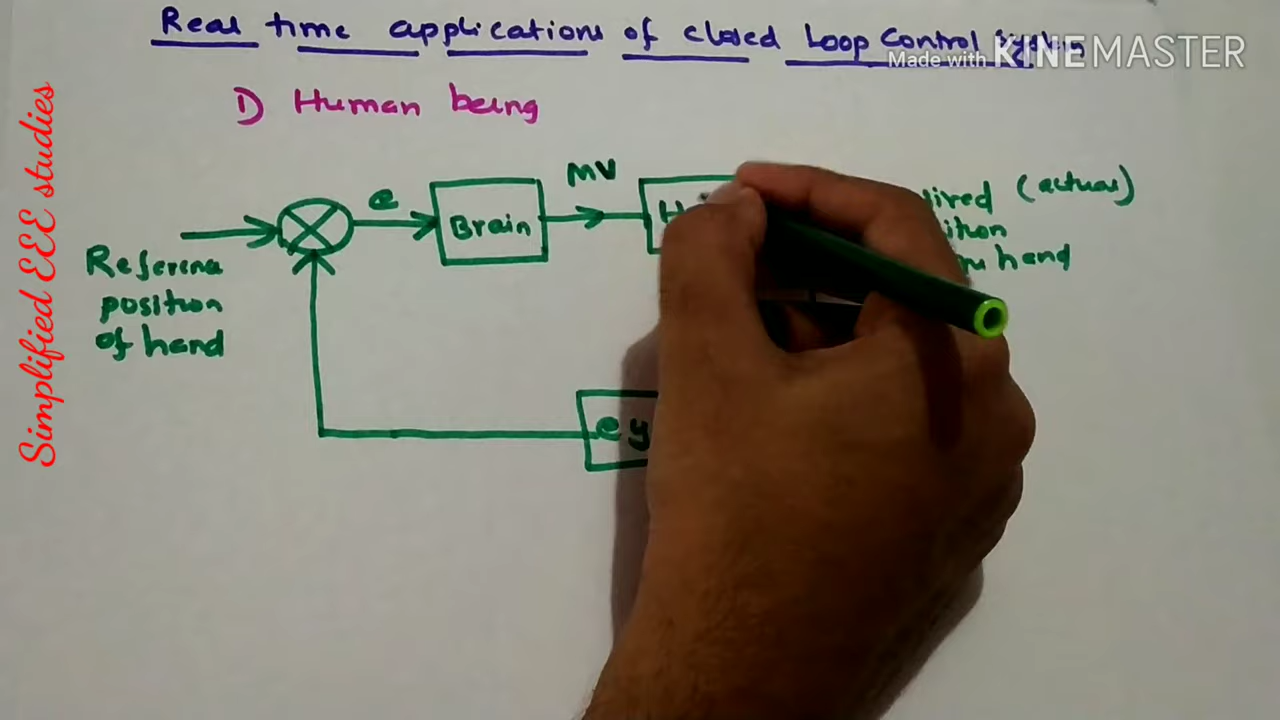 Real time applications of closed Loop Control System
Made with KINEMASTER
1) Human being
Simplified EEE studies
e
MV
Brain
(actual)
Reference
position
of hand
hand